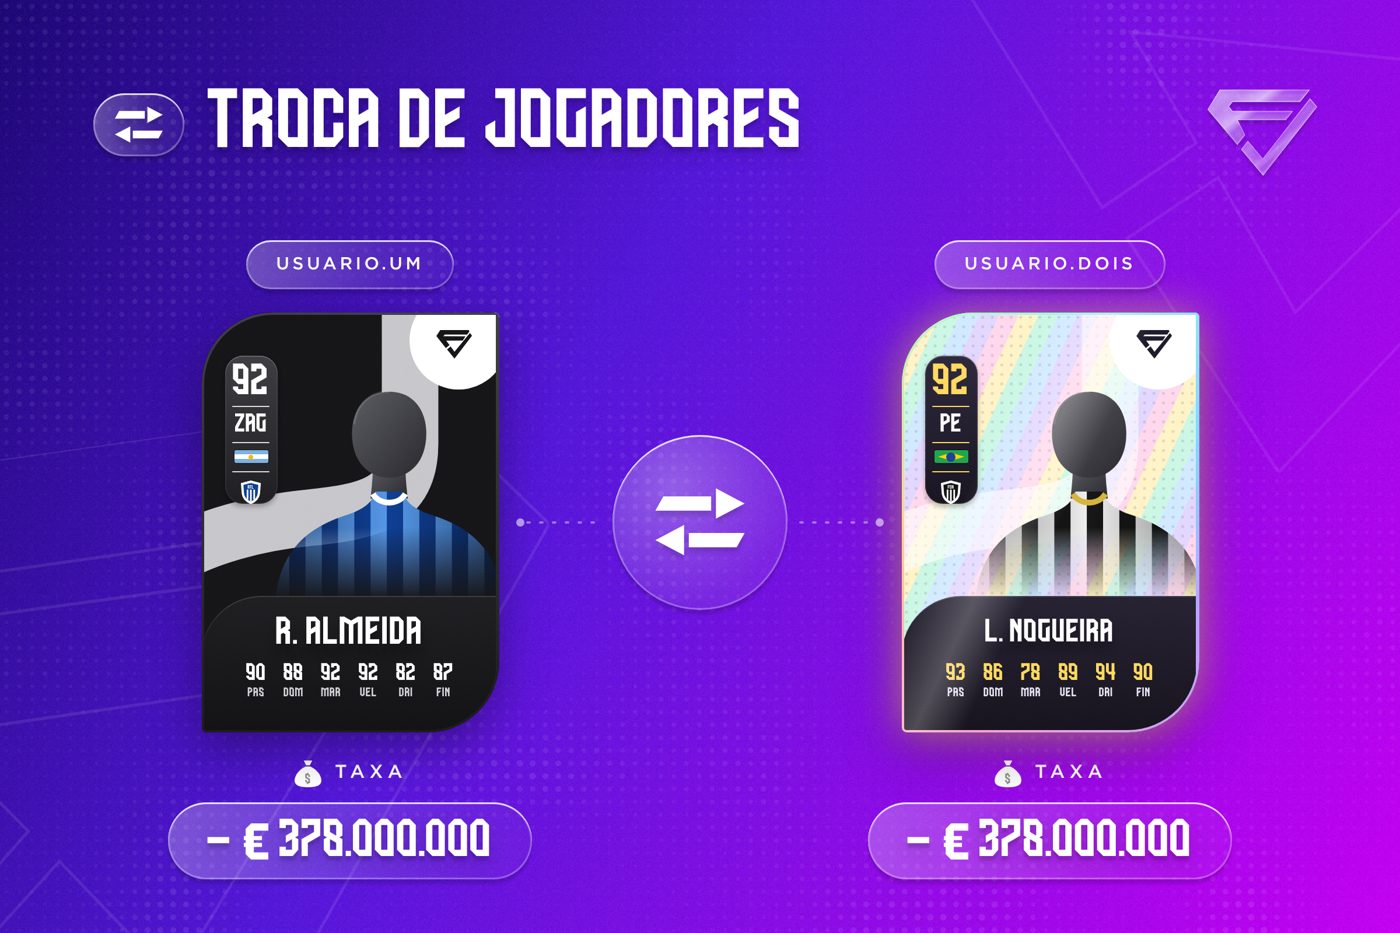 TROCA DE JOGADORES
USUARIO.UM
USUARIO.DOIS
92
ZAG
R. ALMEIDA
90 88 92 92 82 87
PAS DOM MAR VEL DRI FIN
92
PE
L. NOGUEIRA
93 86 78 89 94 90
PAS DOM MAR VEL DRI FIN
$ TAXA
- € 378.000.000
$ TAXA
- € 378.000.000